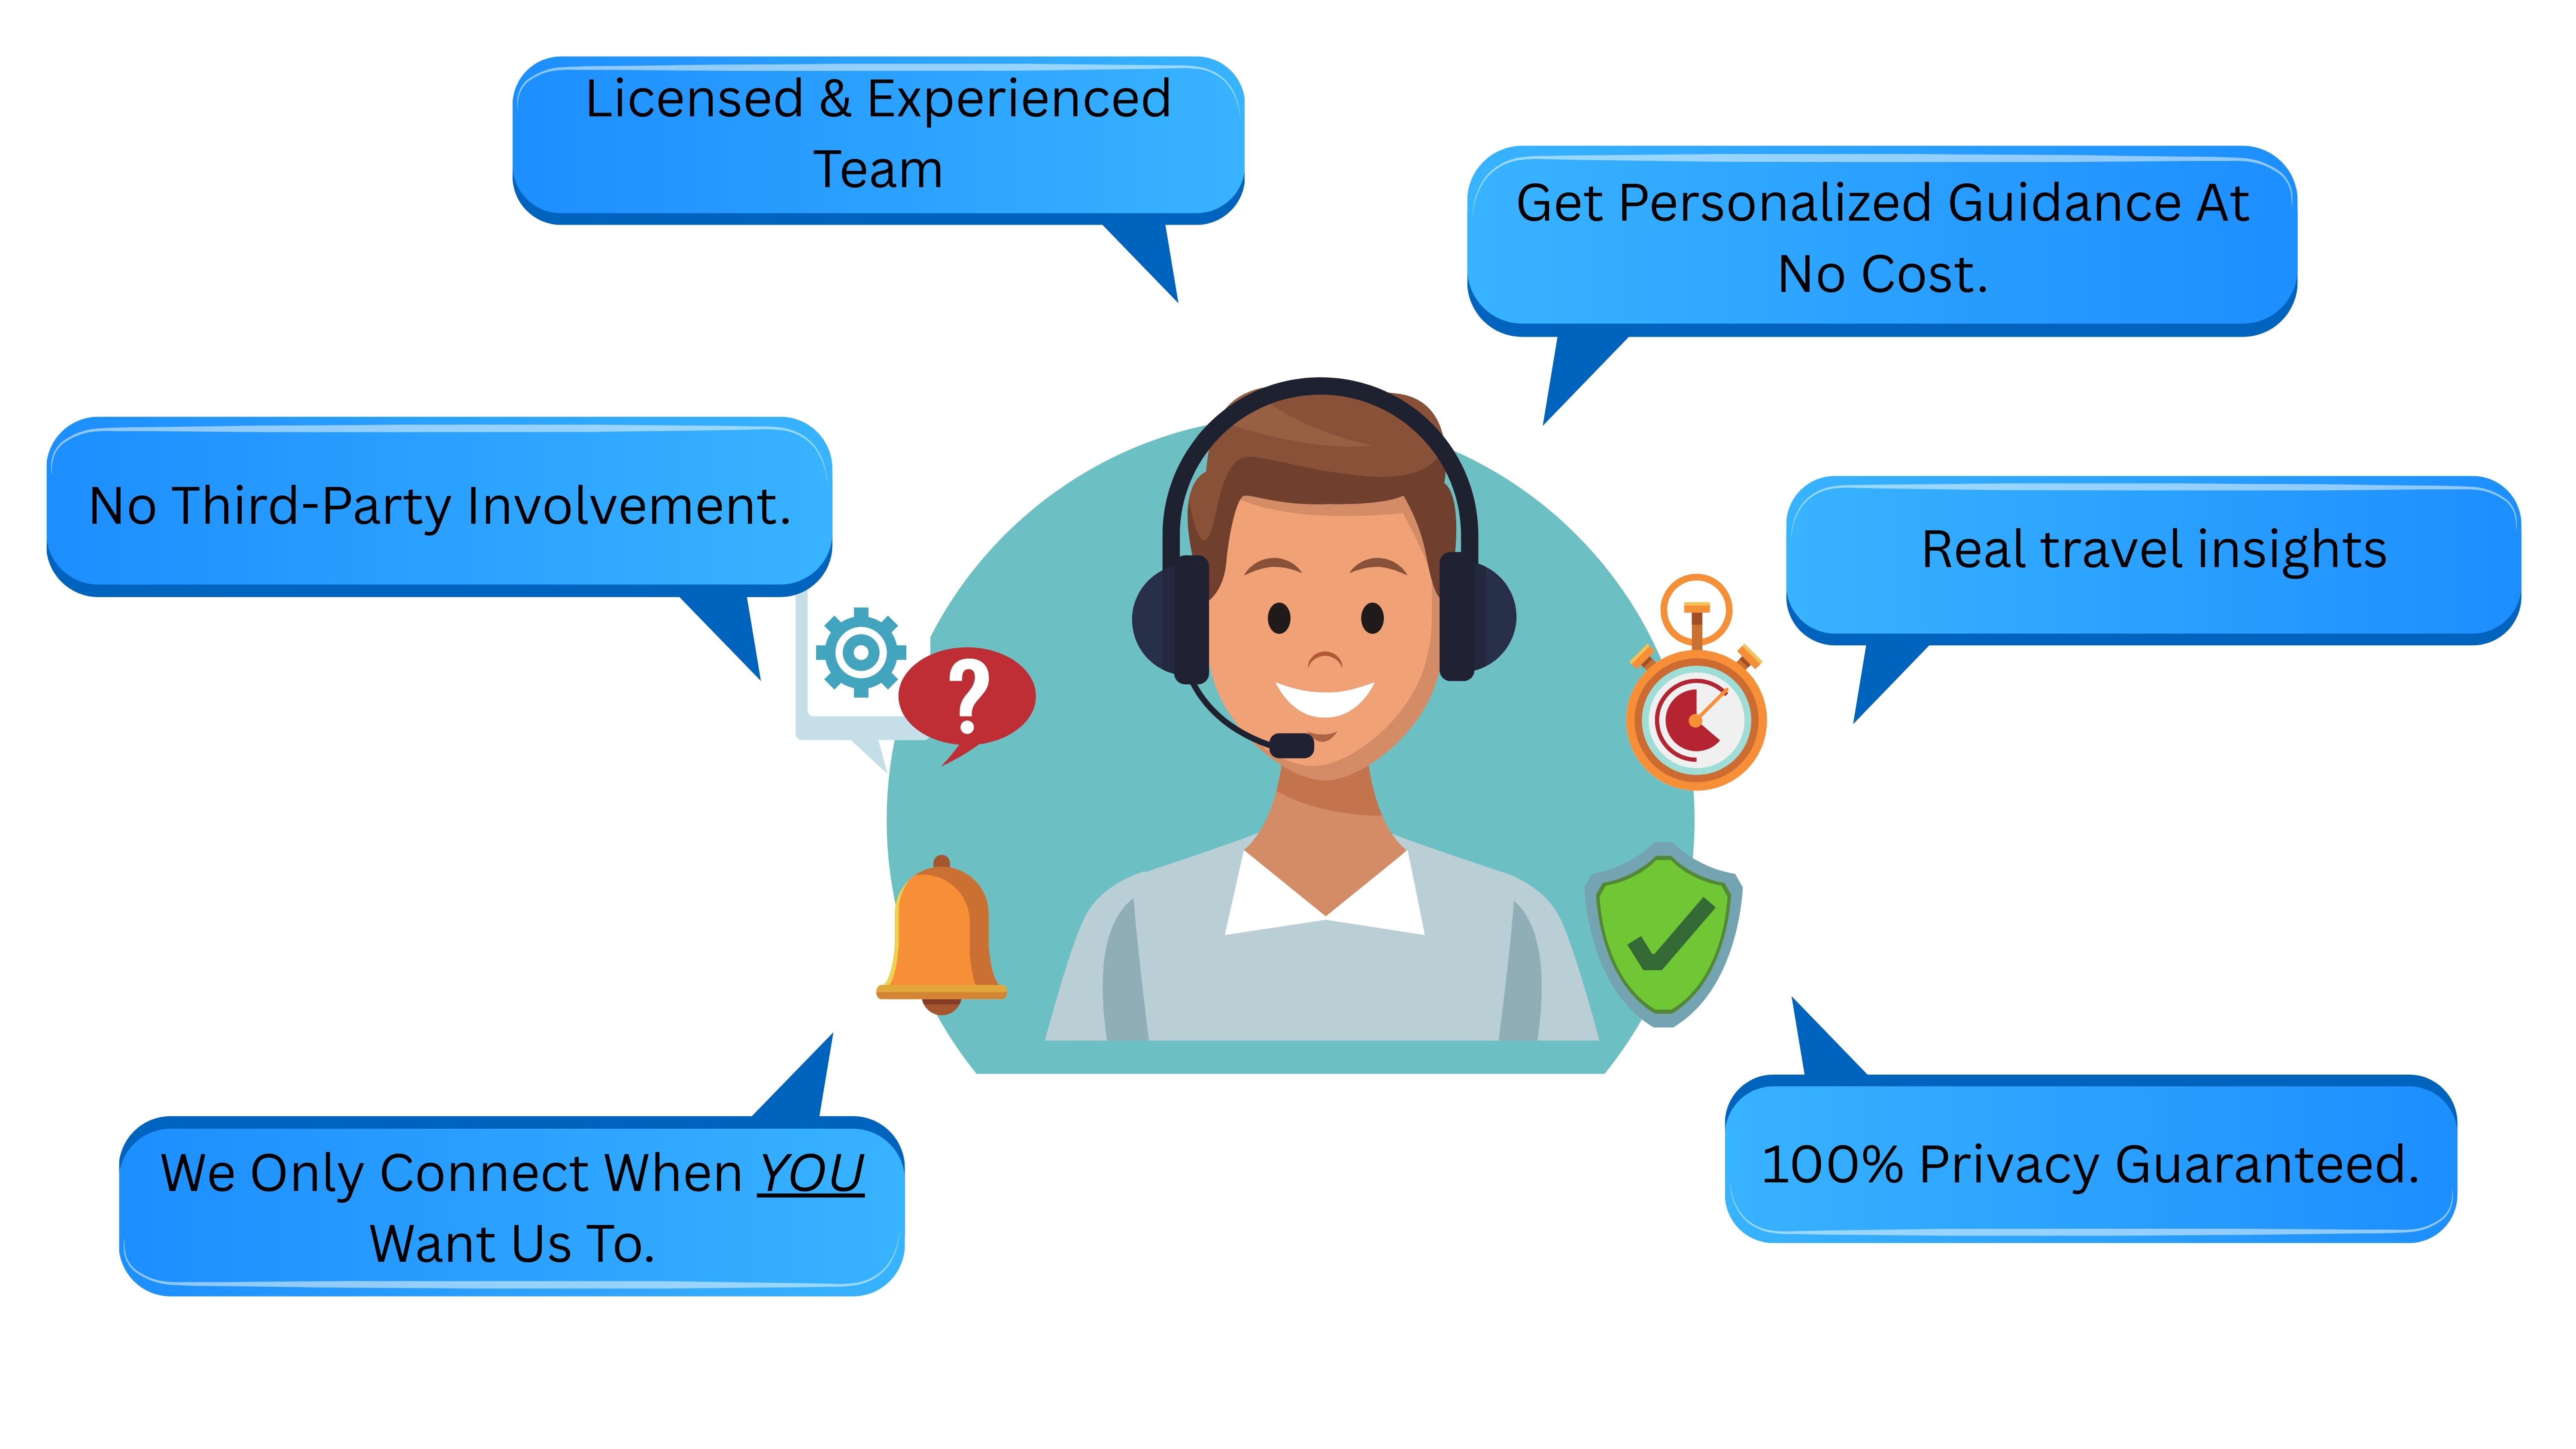 Licensed & Experienced
Team
Get Personalized Guidance At
No Cost.
No Third-Party Involvement.
Real travel insights
?
We Only Connect When YOU
Want Us To.
100% Privacy Guaranteed.